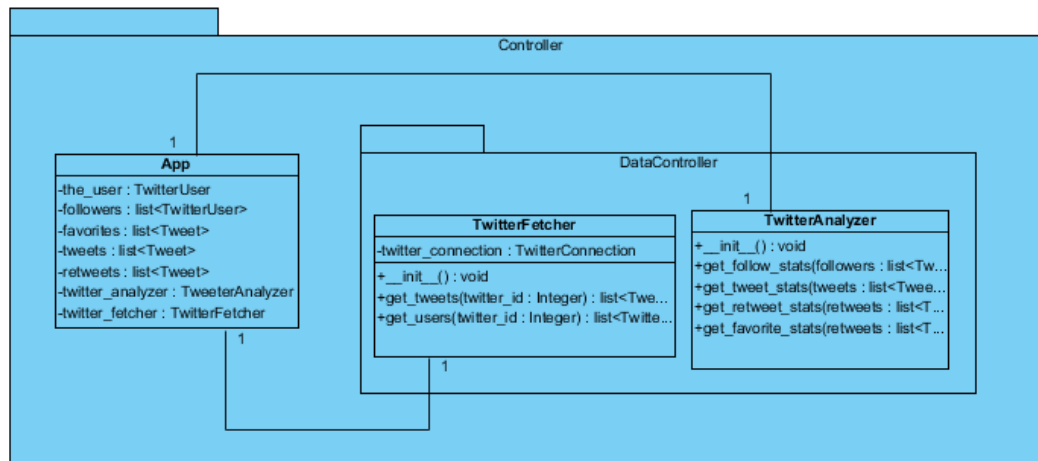 Controller
1
App
-the_user : TwitterUser
-followers : list<TwitterUser>
-favorites : list<Tweet>
-tweets : list<Tweet>
-retweets : list<Tweet>
-twitter_analyzer : TweeterAnalyzer
-twitter_fetcher : TwitterFetcher
1
DataController
TwitterFetcher
-twitter_connection : TwitterConnection
+__init__() : void
+get_tweets(twitter_id : Integer) : list<Twe...
+get_users(twitter_id : Integer) : list<Twitte...
1
1
TwitterAnalyzer
+__init__() : void
+get_follow_stats(followers : list<Tw...
+get_tweet_stats(tweets : list<Twee...
+get_retweet_stats(retweets : list<T...
+get_favorite_stats(retweets : list<T...